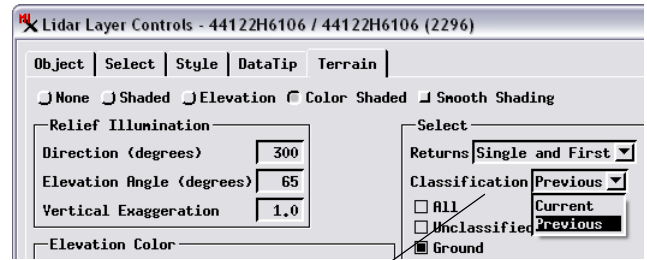 Lidar Layer Controls - 44122H6106 / 44122H6106 (2296)
Object Select Style DataTip Terrain
None Shaded Elevation Color Shaded Smooth Shading
Relief Illumination
Direction (degrees) 300
Elevation Angle (degrees) 65
Vertical Exaggeration 1.0
Elevation Color
Select
Returns Single and First
Classification Previous
Current
Previous
All
Unclassified
Ground